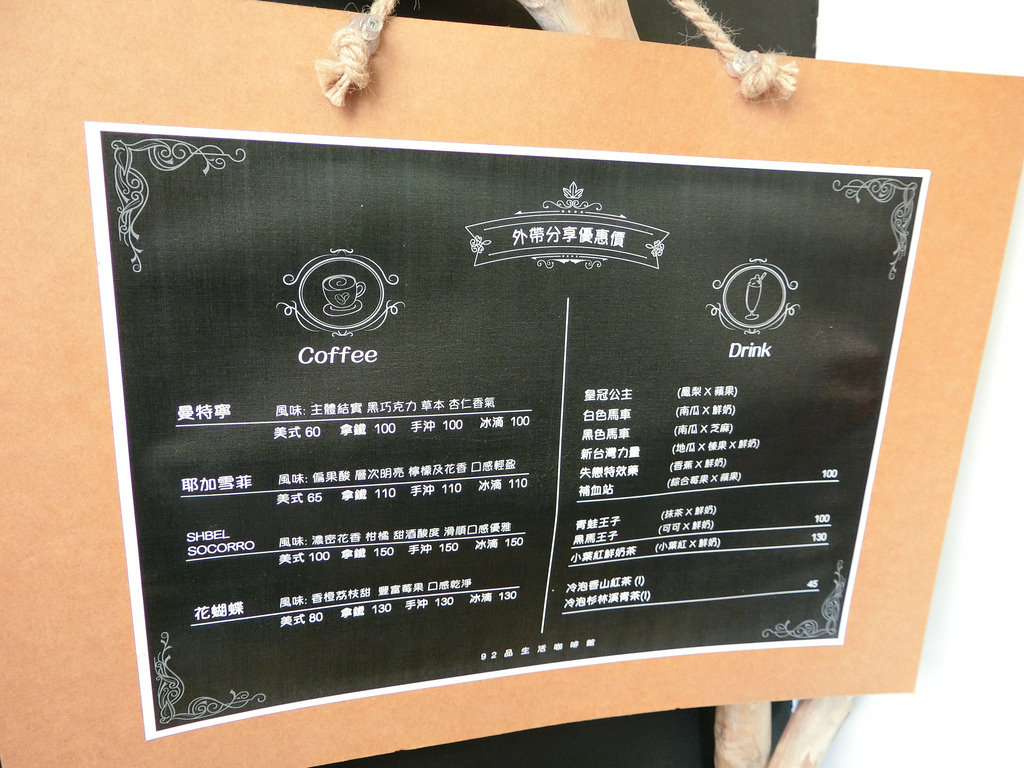 外帶分享優惠價
Coffee
曼特寧 風味: 主體結實 黑巧克力 草本 杏仁香氣
美式 60 拿鐵 100 手沖 100 冰滴 100
耶加雪菲 風味: 偏果酸 層次明亮 檸檬及花香 口感輕盈
美式 65 拿鐵 110 手沖 110 冰滴 110
SHBEL
SOCORRO
風味: 濃密花香 柑橘 甜酒酸度 滑順口感優雅
美式 100 拿鐵 150 手沖 150 冰滴 150
花蝴蝶 風味: 香橙荔枝甜 豐富莓果 口感乾淨
美式 80 拿鐵 130 手沖 130 冰滴 130
Drink
皇冠公主 (鳳梨X蘋果)
白色馬車 (南瓜X鮮奶)
黑色馬車 (南瓜X芝麻)
新台灣力量 (地瓜X榛果X鮮奶)
失戀特效藥 (香蕉X鮮奶)
補血站 (綜合莓果X蘋果) 100
青蛙王子 (抹茶X鮮奶)
黑馬王子 (可可X鮮奶) 100
小葉紅鮮奶茶 (小葉紅X鮮奶) 130
冷泡香山紅茶 (I)
冷泡杉林溪青茶(I) 45
92品生活咖啡館